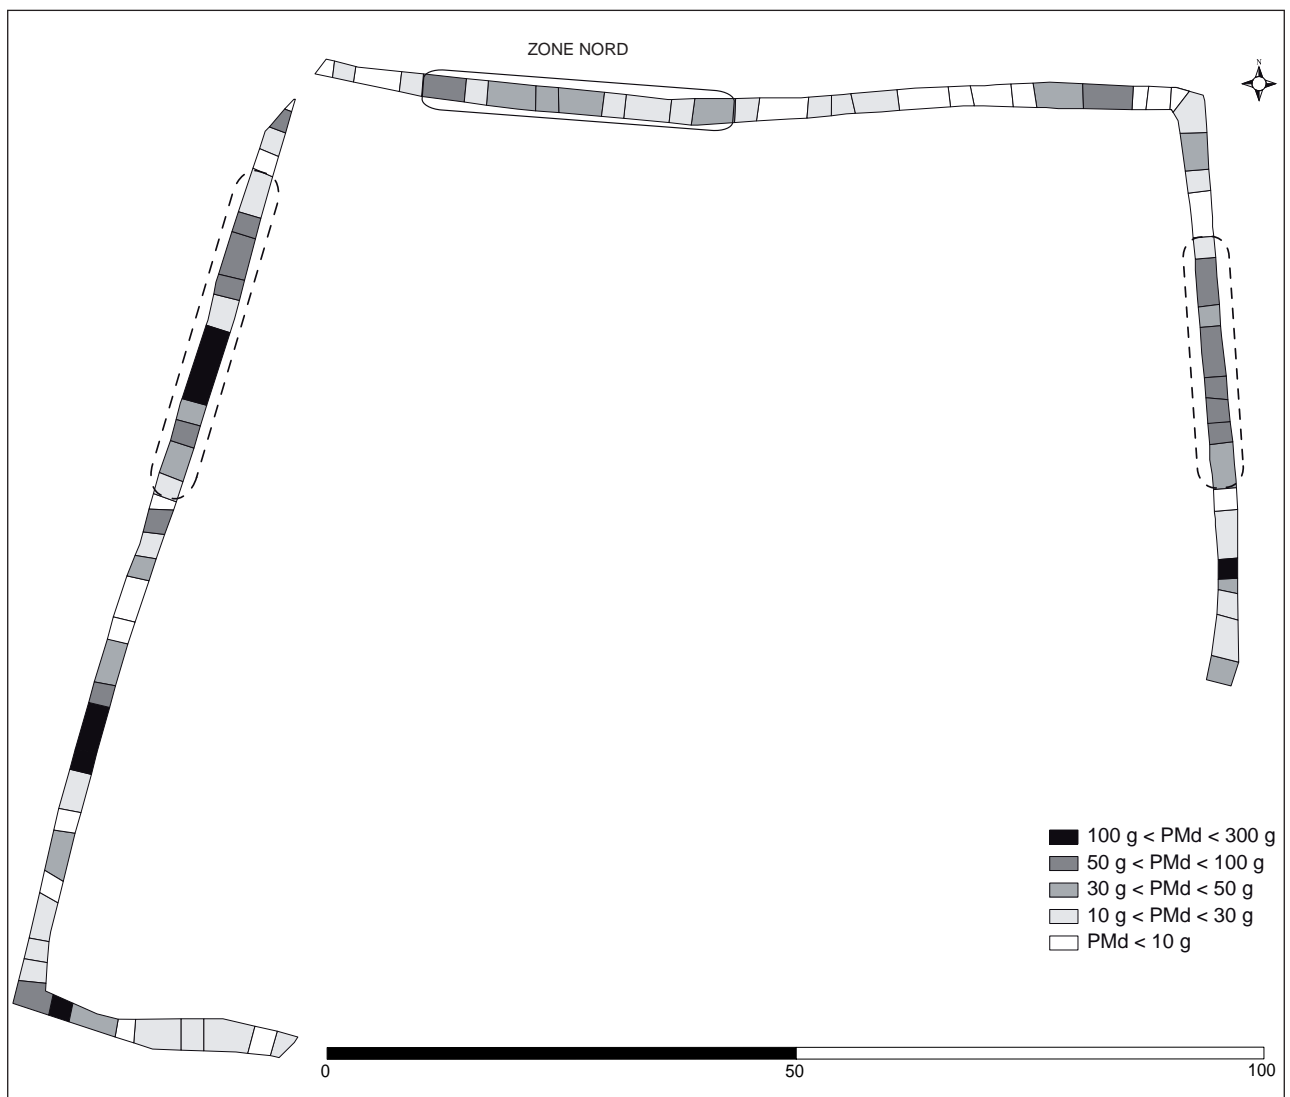 ZONE NORD
N
100 g < PMd < 300 g
50 g < PMd < 100 g
30 g < PMd < 50 g
10 g < PMd < 30 g
PMd < 10 g
0 50 100